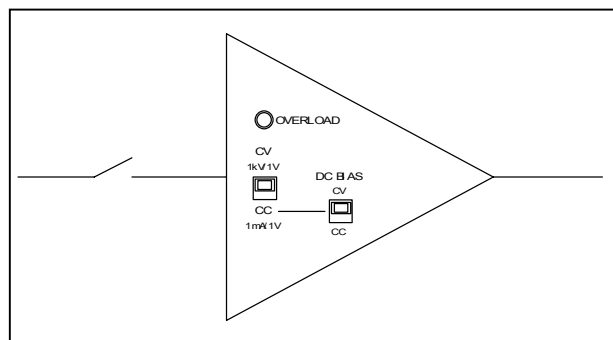 OVERLOAD
CV
1kV/1V
DC BIAS
CV
CC
1mA/1V
CC